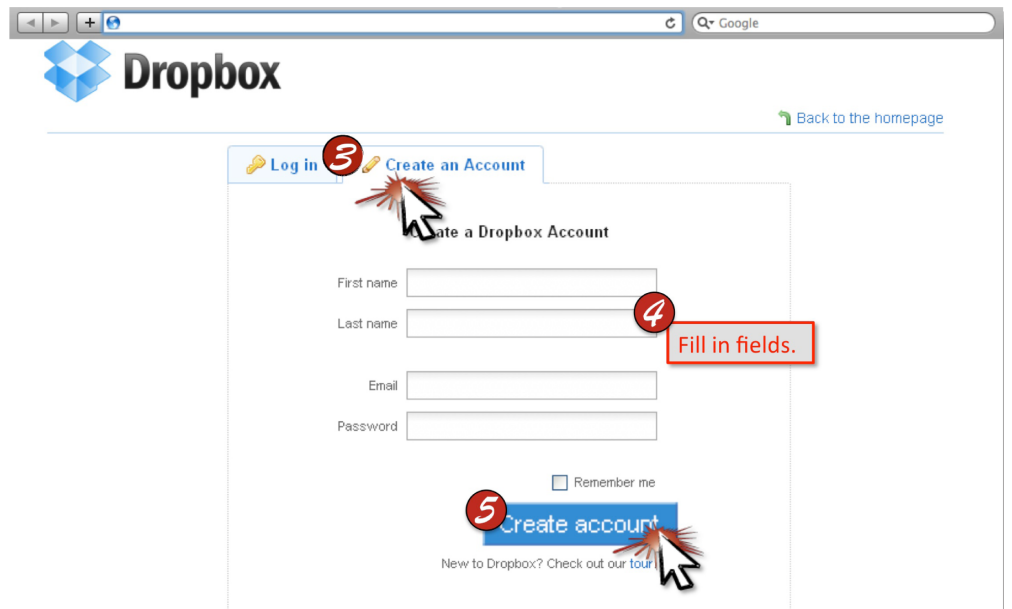 Google
Dropbox
Back to the homepage
Log in
3
Create an Account
Create a Dropbox Account
First name
4
Last name
Fill in fields.
Email
Password
Remember me
5
Create account
New to Dropbox? Check out our tour